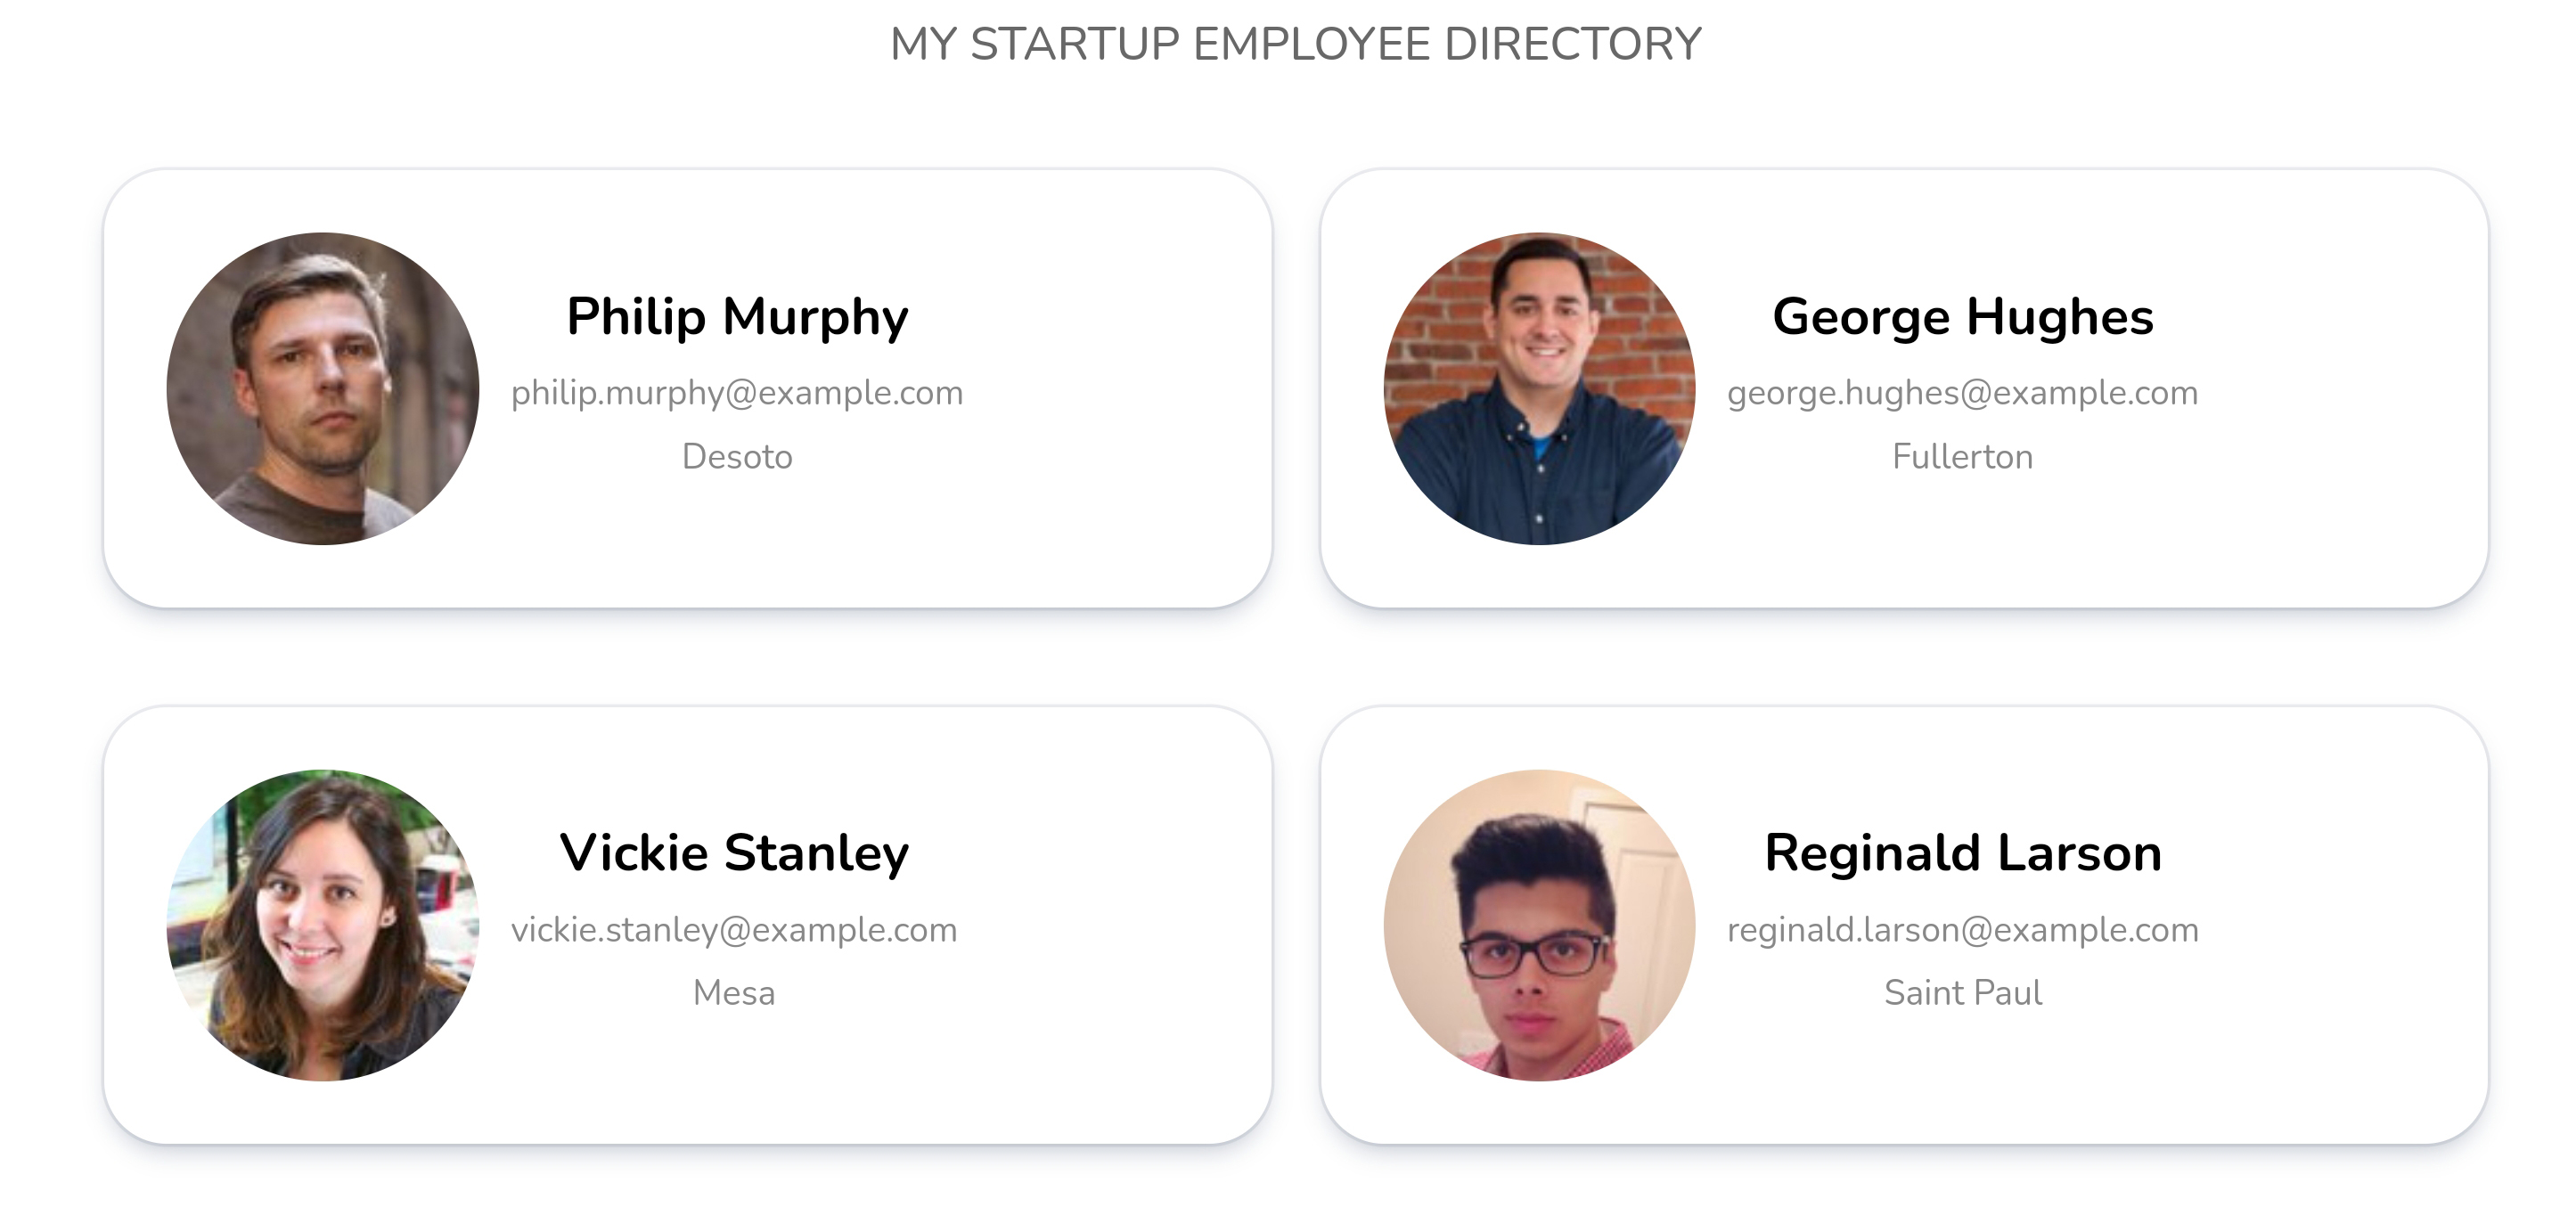 MY STARTUP EMPLOYEE DIRECTORY
Philip Murphy
philip.murphy@example.com
Desoto
George Hughes
george.hughes@example.com
Fullerton
Vickie Stanley
vickie.stanley@example.com
Mesa
Reginald Larson
reginald.larson@example.com
Saint Paul